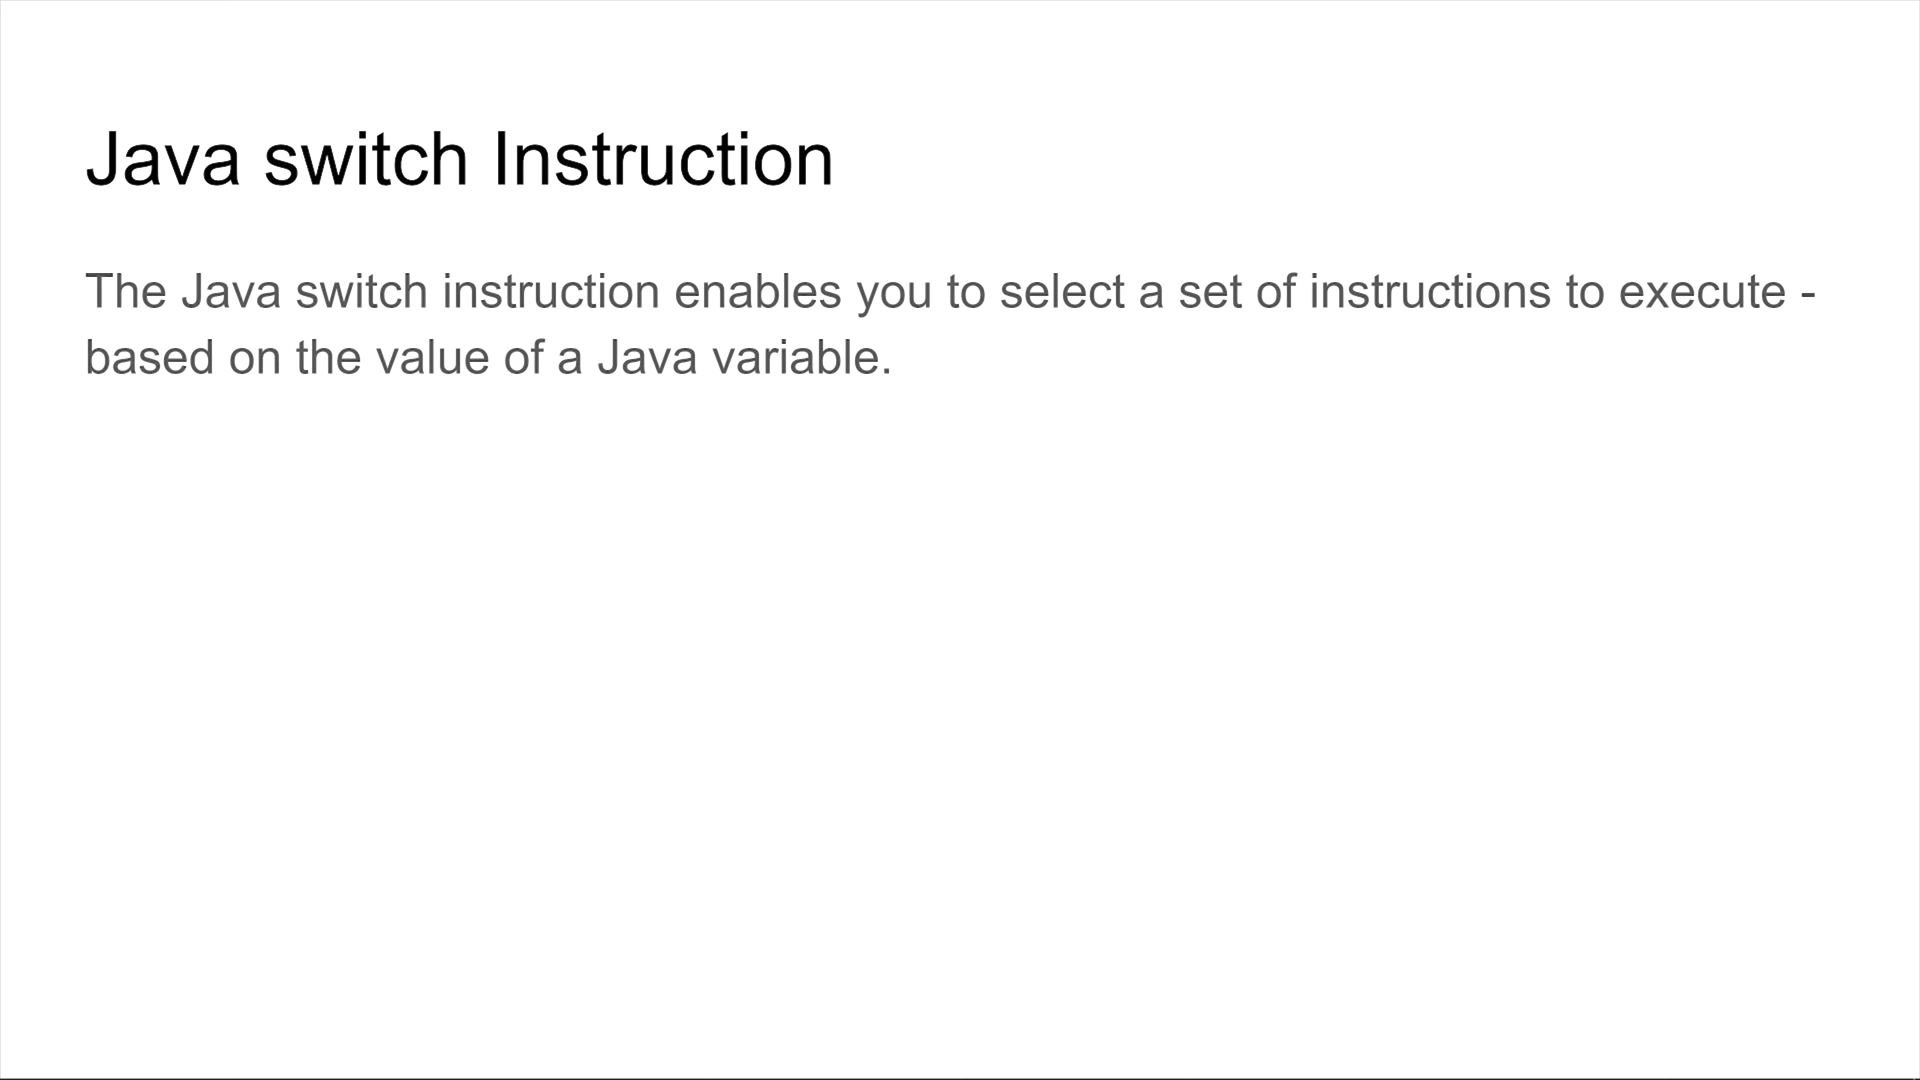 Java switch Instruction
The Java switch instruction enables you to select a set of instructions to execute -
based on the value of a Java variable.